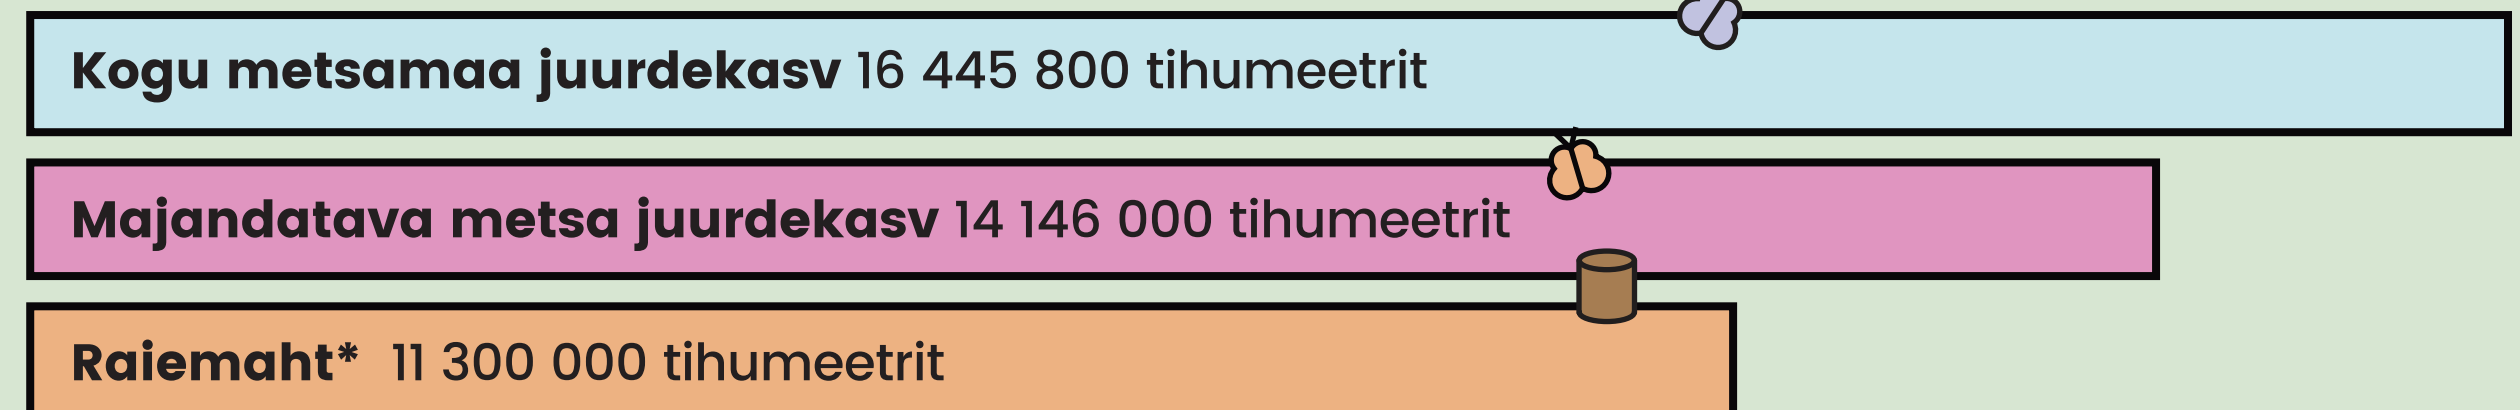 Kogu metsamaa juurdekasv 16 445 800 tihumeetrit
Majandatava metsa juurdekasv 14 146 000 tihumeetrit
Raiemaht* 11 300 000 tihumeetrit